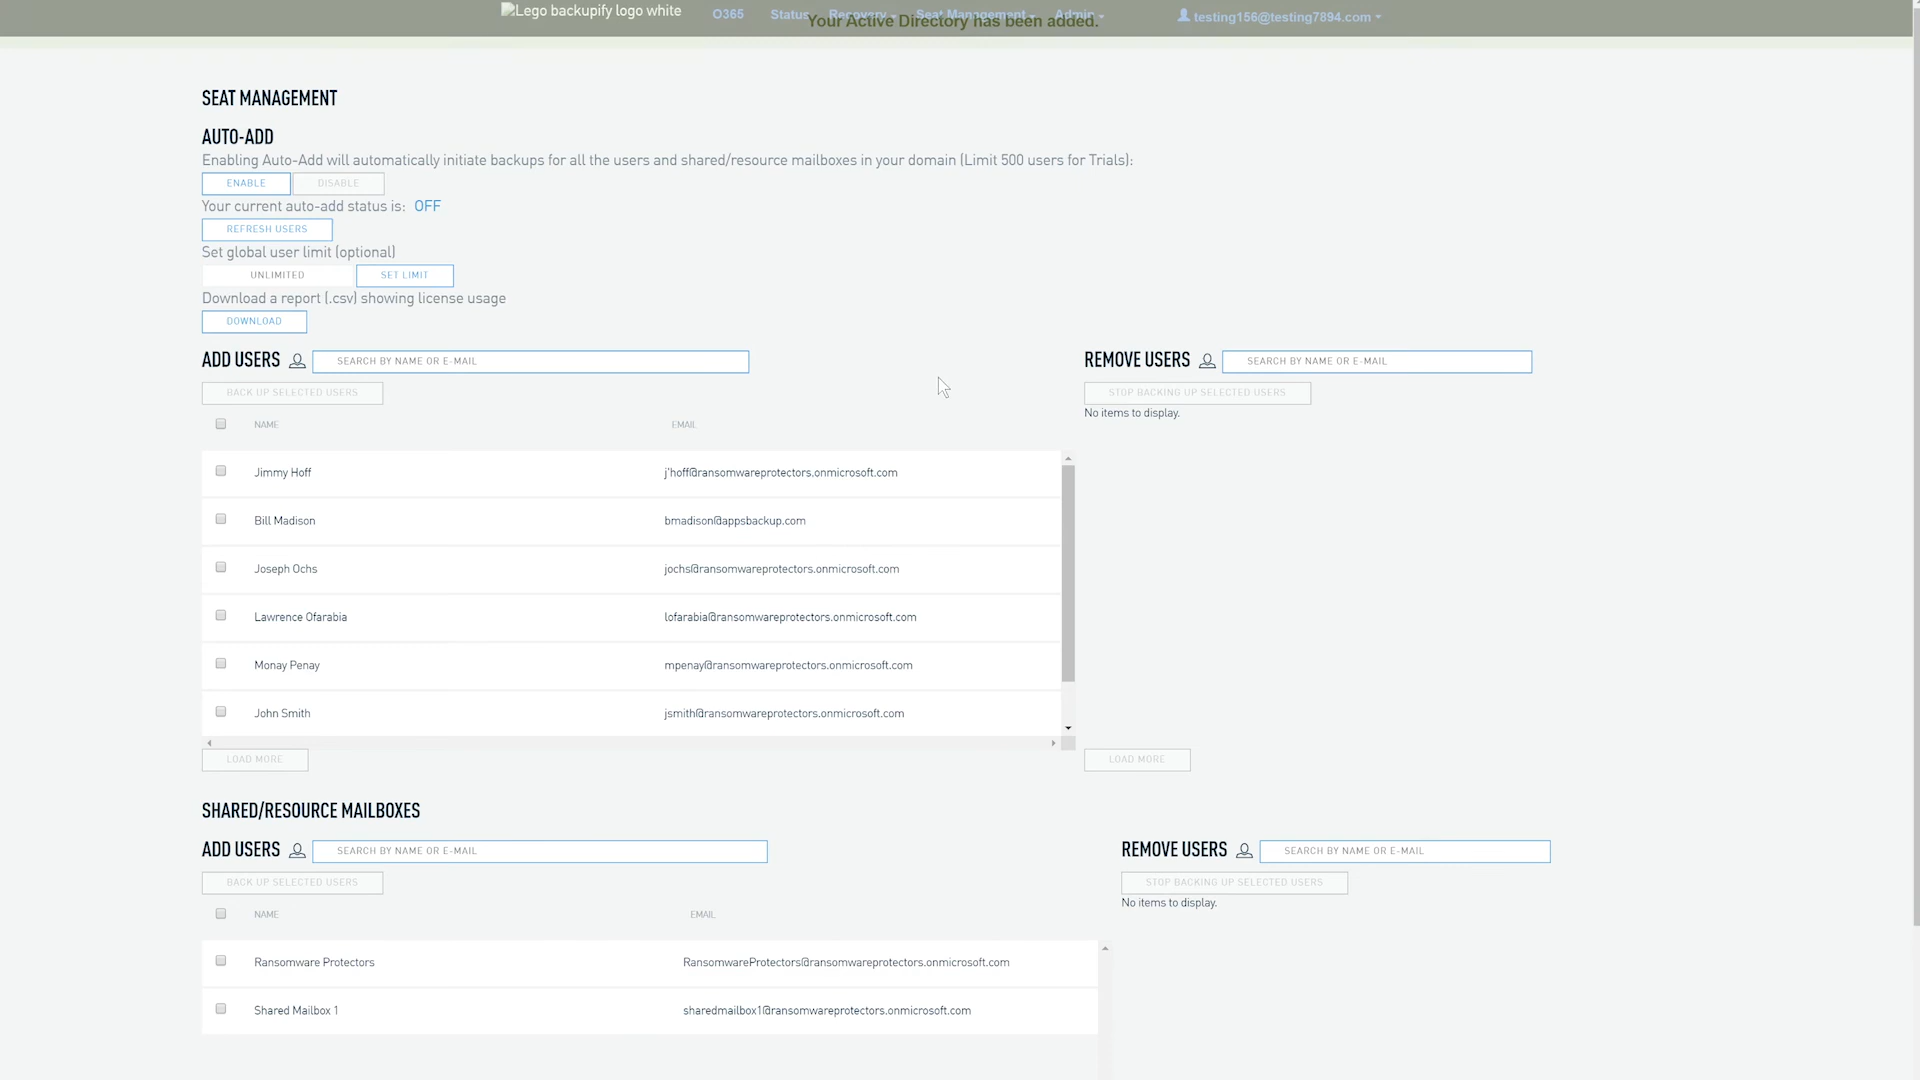 Lego backupify logo white
O365 Status Recovery Seat Management Admin testing156@testing7894.com
Your Active Directory has been added.
SEAT MANAGEMENT
AUTO-ADD
Enabling Auto-Add will automatically initiate backups for all the users and shared/resource mailboxes in your domain (Limit 500 users for Trials):
ENABLE DISABLE
Your current auto-add status is: OFF
REFRESH USERS
Set global user limit (optional)
UNLIMITED SET LIMIT
Download a report (.csv) showing license usage
DOWNLOAD
ADD USERS SEARCH BY NAME OR E-MAIL
BACK UP SELECTED USERS
NAME EMAIL
Jimmy Hoff j'hoff@ransomwareprotectors.onmicrosoft.com
Bill Madison bmadison@appsbackup.com
Joseph Ochs jochs@ransomwareprotectors.onmicrosoft.com
Lawrence Ofarabia lofarabia@ransomwareprotectors.onmicrosoft.com
Monay Penay mpenay@ransomwareprotectors.onmicrosoft.com
John Smith jsmith@ransomwareprotectors.onmicrosoft.com
LOAD MORE
REMOVE USERS SEARCH BY NAME OR E-MAIL
STOP BACKING UP SELECTED USERS
No items to display.
LOAD MORE
SHARED/RESOURCE MAILBOXES
ADD USERS SEARCH BY NAME OR E-MAIL
BACK UP SELECTED USERS
NAME EMAIL
Ransomware Protectors RansomwareProtectors@ransomwareprotectors.onmicrosoft.com
Shared Mailbox 1 sharedmailbox1@ransomwareprotectors.onmicrosoft.com
REMOVE USERS SEARCH BY NAME OR E-MAIL
STOP BACKING UP SELECTED USERS
No items to display.